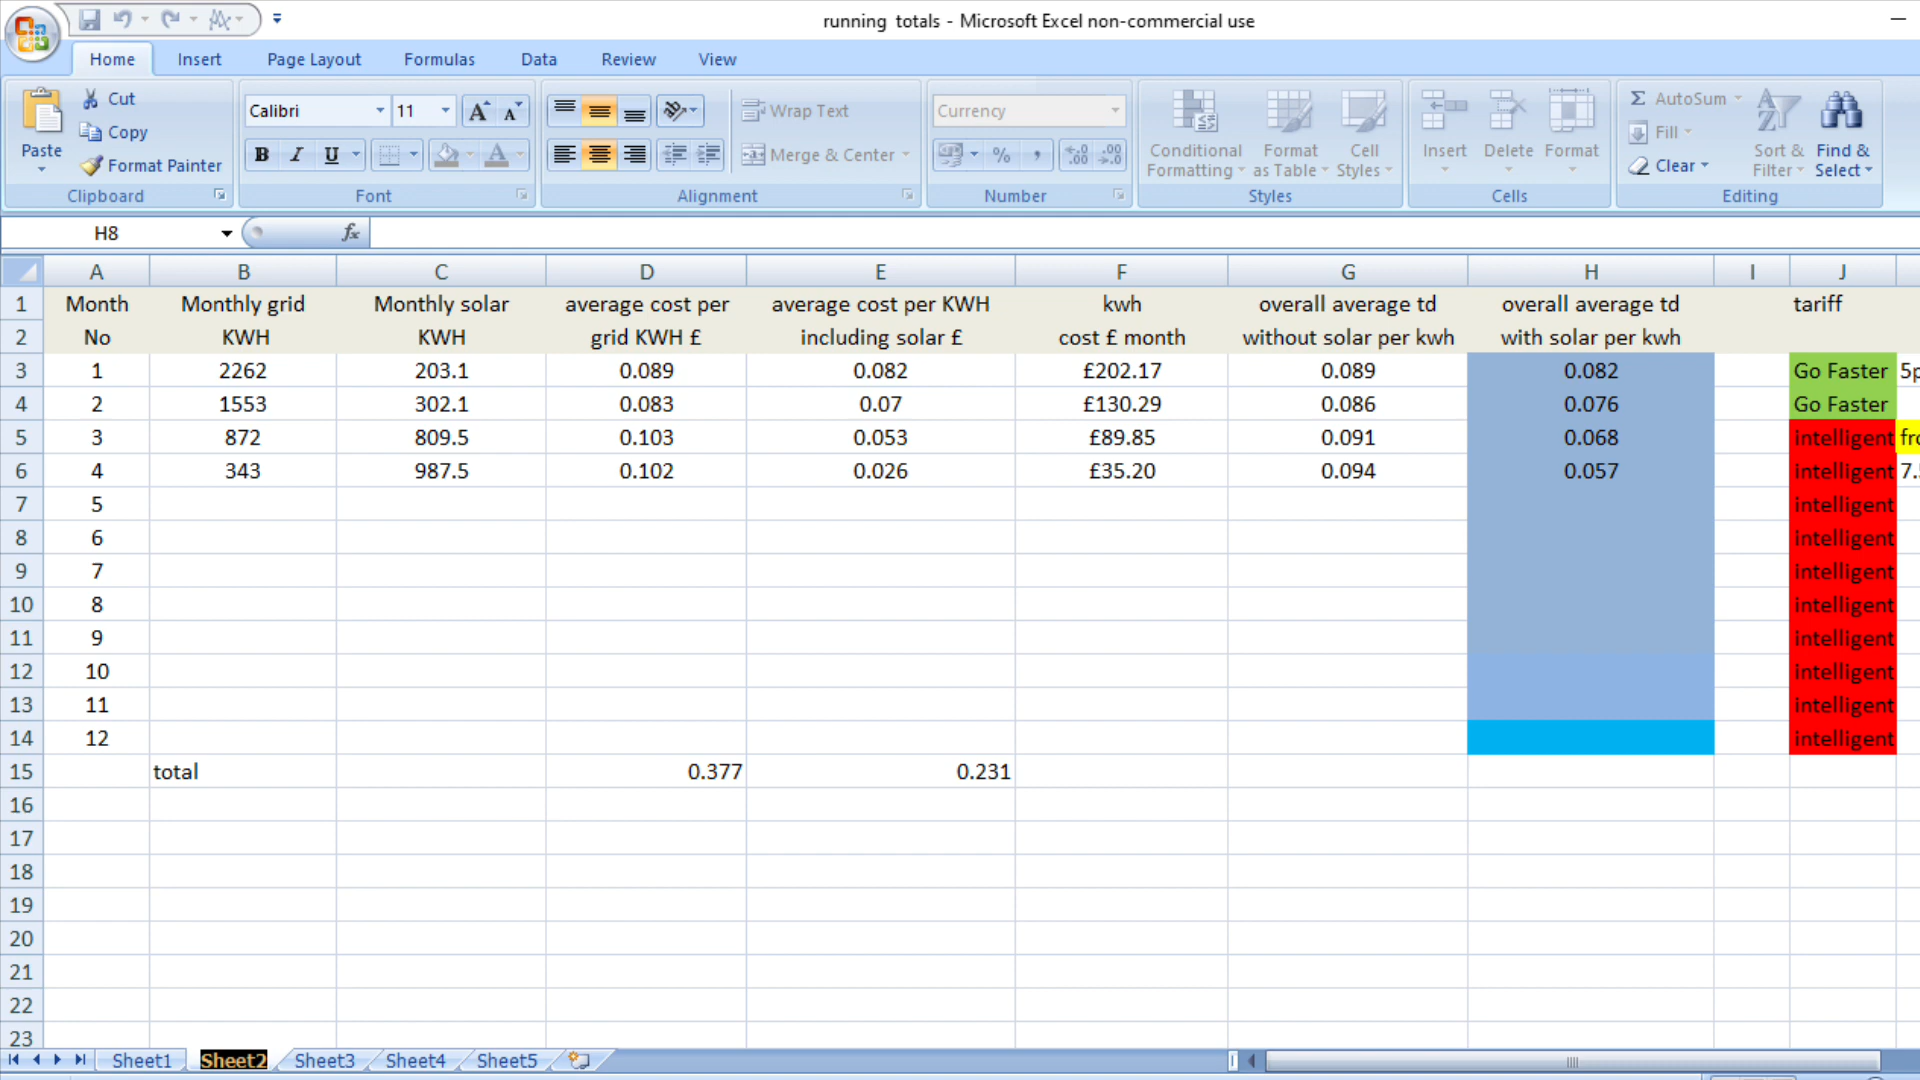 running totals - Microsoft Excel non-commercial use
Home Insert Page Layout Formulas Data Review View
Paste Cut Copy Format Painter Clipboard
Calibri 11 A A B I U A Font
Wrap Text Merge & Center Alignment
Currency % , Number
Conditional Formatting Format as Table Cell Styles Styles
Insert Delete Format Cells
Σ AutoSum Fill Clear Sort & Filter Find & Select Editing
H8 fx
A B C D E F G H I J
1 Month Monthly grid Monthly solar average cost per average cost per KWH kwh overall average td overall average td tariff
2 No KWH KWH grid KWH £ including solar £ cost £ month without solar per kwh with solar per kwh
3 1 2262 203.1 0.089 0.082 £202.17 0.089 0.082 Go Faster 5p
4 2 1553 302.1 0.083 0.07 £130.29 0.086 0.076 Go Faster
5 3 872 809.5 0.103 0.053 £89.85 0.091 0.068 intelligent
6 4 343 987.5 0.102 0.026 £35.20 0.094 0.057 intelligent
7 5 intelligent
8 6 intelligent
9 7 intelligent
10 8 intelligent
11 9 intelligent
12 10 intelligent
13 11 intelligent
14 12 intelligent
15 total 0.377 0.231
16
17
18
19
20
21
22
23
Sheet1 Sheet2 Sheet3 Sheet4 Sheet5